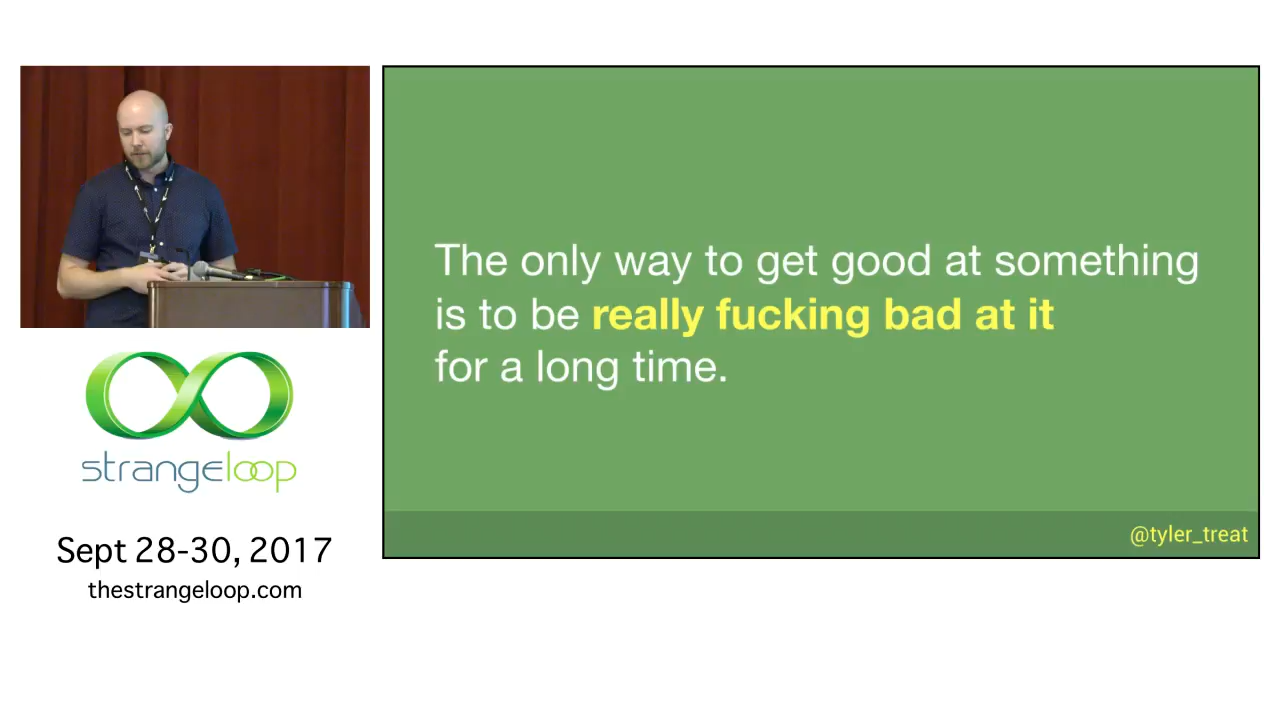 The only way to get good at something
is to be really fucking bad at it
for a long time.
@tyler_treat
strangeloop
Sept 28-30, 2017
thestrangeloop.com